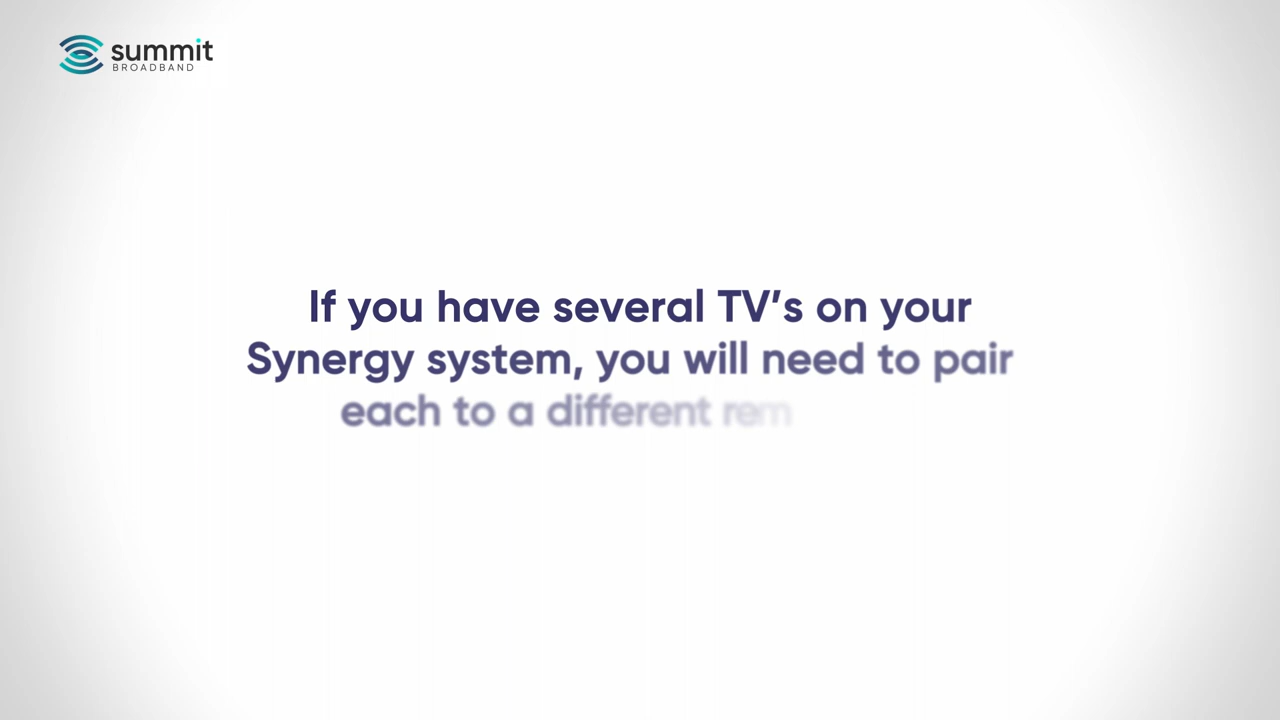 summit
BROADBAND
If you have several TV’s on your
Synergy system, you will need to pair
each to a different rem